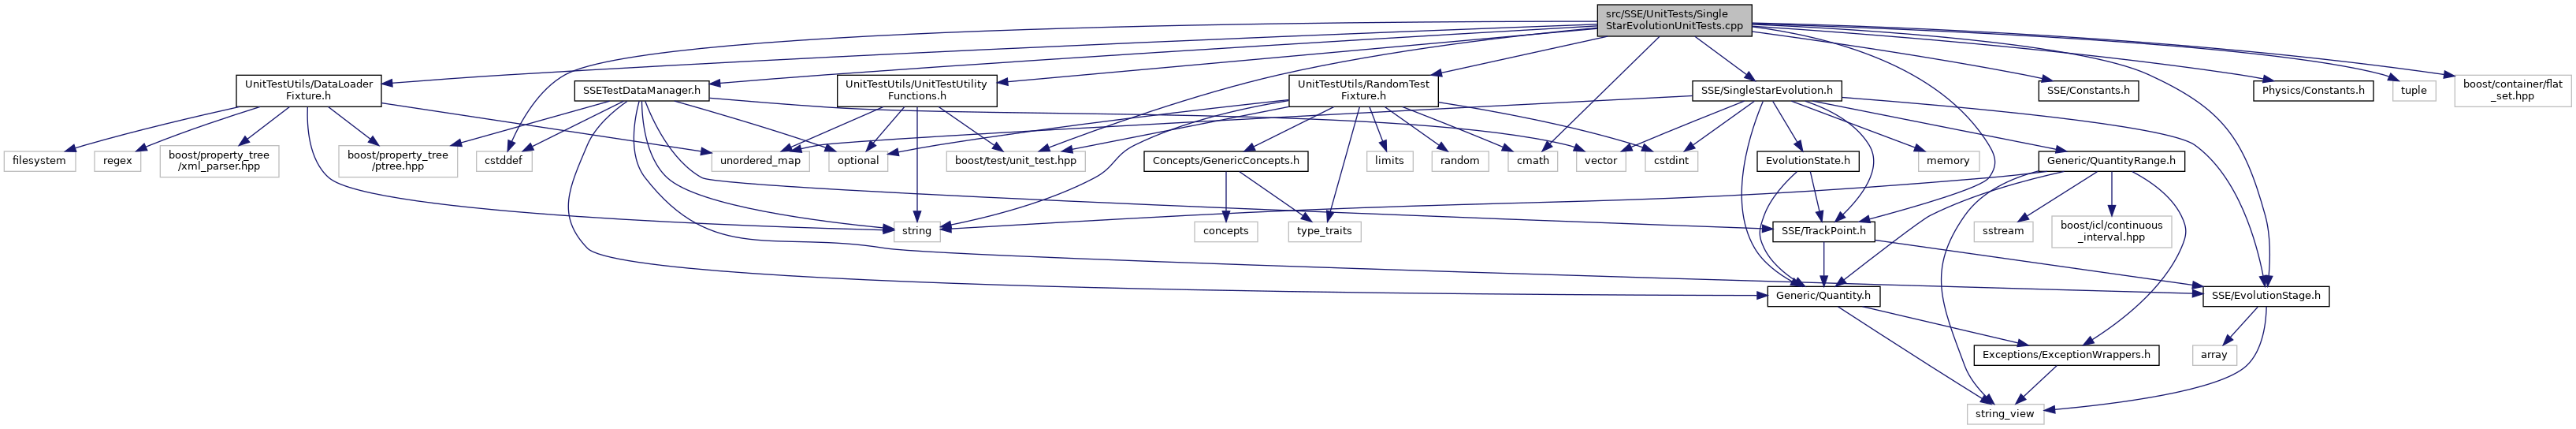 src/SSE/UnitTests/Single
StarEvolutionUnitTests.cpp
UnitTestUtils/DataLoader
Fixture.h
SSETestDataManager.h
UnitTestUtils/UnitTestUtility
Functions.h
UnitTestUtils/RandomTest
Fixture.h
SSE/SingleStarEvolution.h
SSE/Constants.h
Physics/Constants.h
tuple
boost/container/flat
_set.hpp
filesystem
regex
boost/property_tree
/xml_parser.hpp
boost/property_tree
/ptree.hpp
cstddef
unordered_map
optional
boost/test/unit_test.hpp
Concepts/GenericConcepts.h
limits
random
cmath
vector
cstdint
EvolutionState.h
memory
Generic/QuantityRange.h
string
concepts
type_traits
SSE/TrackPoint.h
sstream
boost/icl/continuous
_interval.hpp
Generic/Quantity.h
SSE/EvolutionStage.h
Exceptions/ExceptionWrappers.h
array
string_view